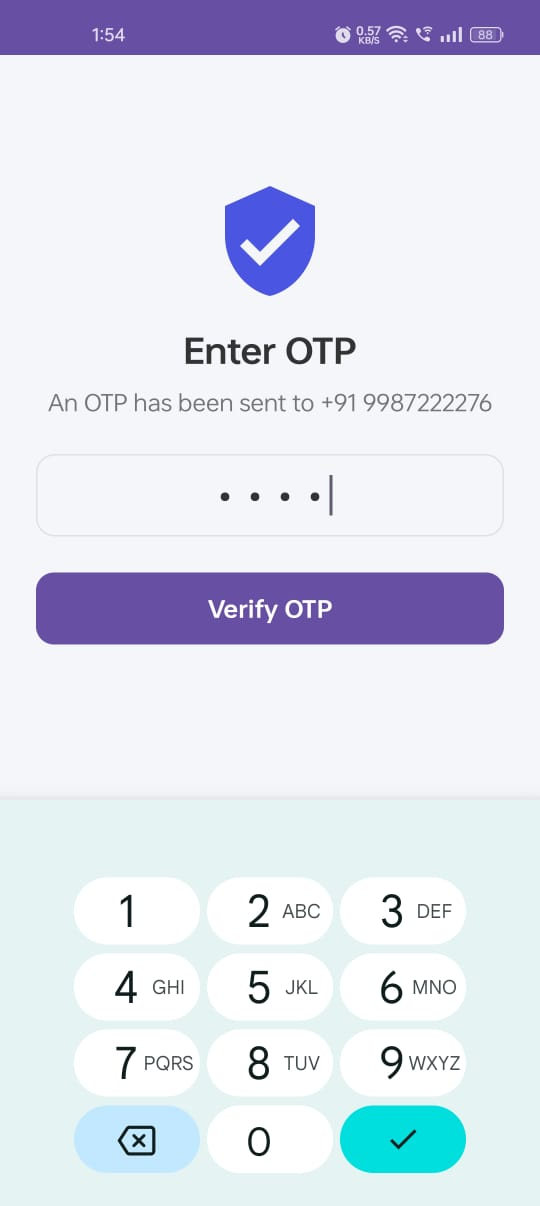 1:54
0.57
KB/S
88
Enter OTP
An OTP has been sent to +91 9987222276
Verify OTP
1
2 ABC
3 DEF
4 GHI
5 JKL
6 MNO
7 PQRS
8 TUV
9 WXYZ
0